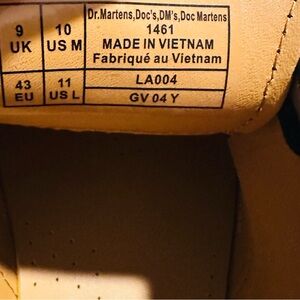 9 UK
10 US M
Dr.Martens,Doc's,DM's,Doc Martens
1461
MADE IN VIETNAM
Fabriqué au Vietnam
43 EU
11 US L
LA004
GV 04 Y